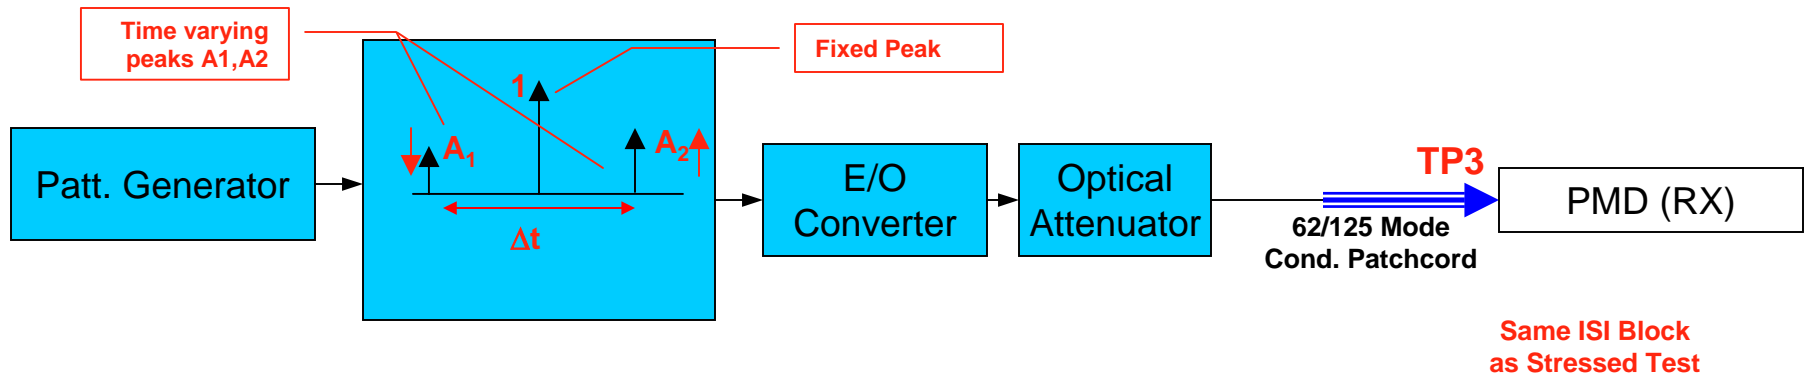 Time varying
peaks A1,A2
Fixed Peak
1
A1
A2
Δt
Patt. Generator
E/O
Converter
Optical
Attenuator
TP3
62/125 Mode
Cond. Patchcord
PMD (RX)
Same ISI Block
as Stressed Test